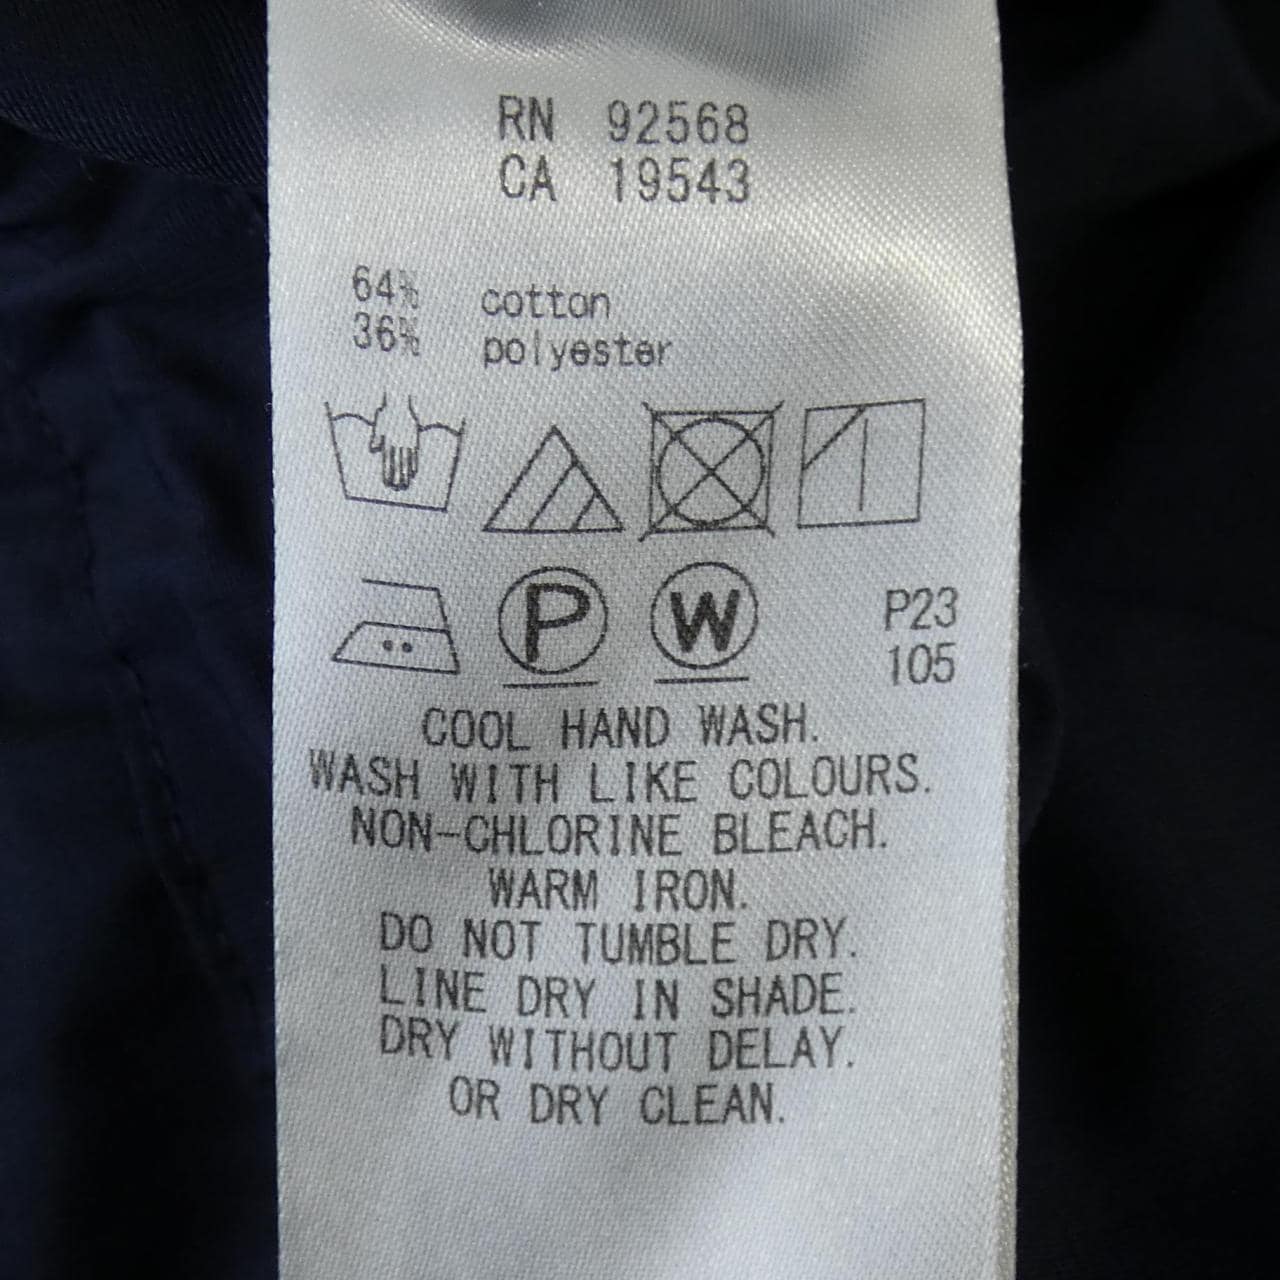 RN 92568
CA 19543
64% cotton
36% polyester
P W P23
105
COOL HAND WASH.
WASH WITH LIKE COLOURS.
NON-CHLORINE BLEACH.
WARM IRON.
DO NOT TUMBLE DRY.
LINE DRY IN SHADE.
DRY WITHOUT DELAY.
OR DRY CLEAN.